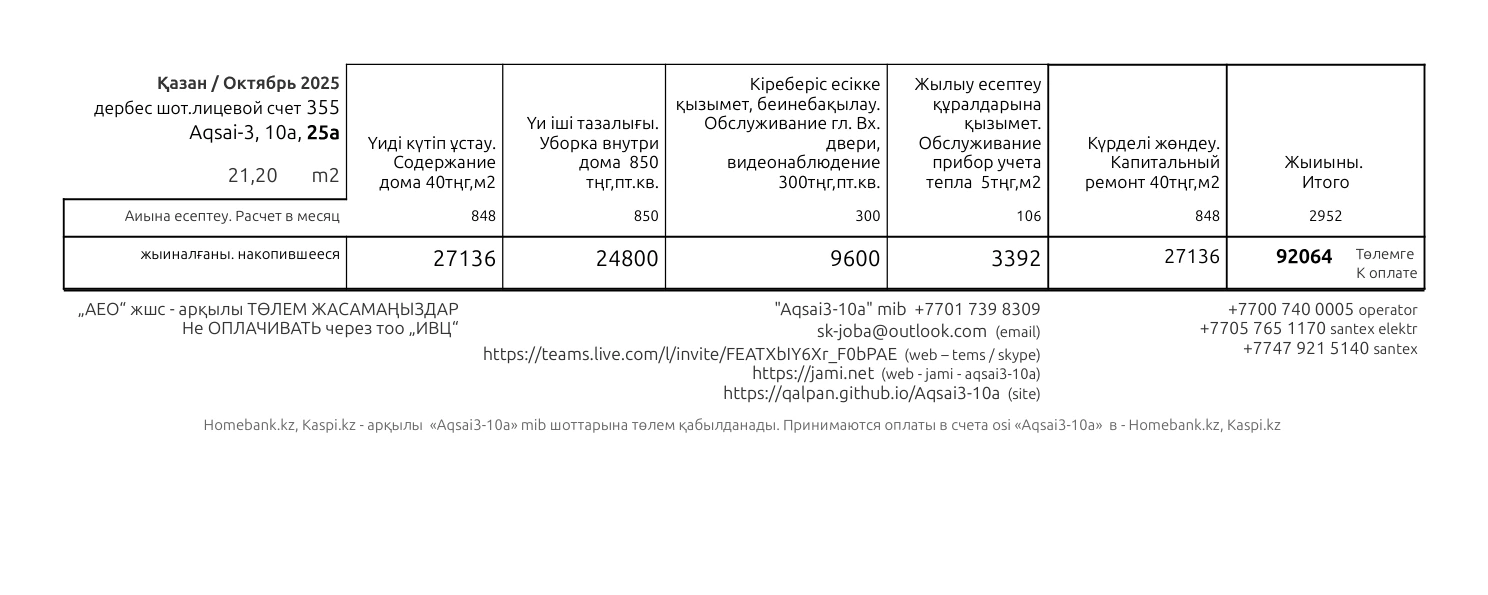 Қазан / Октябрь 2025
дербес шот.лицевой счет 355
Aqsai-3, 10a, 25a
21,20 m2
Үиді күтіп ұстау.
Содержание
дома 40тңг,м2
Үи іші тазалығы.
Уборка внутри
дома 850
тңг,пт.кв.
Кіреберіс есікке
қызымет, беинебақылау.
Обслуживание гл. Вх.
двери,
видеонаблюдение
300тңг,пт.кв.
Жылыу есептеу
құралдарына
қызымет.
Обслуживание
прибор учета
тепла 5тңг,м2
Күрделі жөндеу.
Капитальный
ремонт 40тңг,м2
Жыиыны.
Итого
Аиына есептеу. Расчет в месяц 848 850 300 106 848 2952
жыиналғаны. накопившееся 27136 24800 9600 3392 27136 92064 Төлемге
К оплате
„АЕО“ жшс - арқылы ТӨЛЕМ ЖАСАМАҢЫЗДАР
Не ОПЛАЧИВАТЬ через тоо „ИВЦ“
"Aqsai3-10a" mib +7701 739 8309
sk-joba@outlook.com (email)
https://teams.live.com/l/invite/FEATXbIY6Xr_F0bPAE (web – tems / skype)
https://jami.net (web - jami - aqsai3-10a)
https://qalpan.github.io/Aqsai3-10a (site)
+7700 740 0005 operator
+7705 765 1170 santex elektr
+7747 921 5140 santex
Homebank.kz, Kaspi.kz - арқылы «Aqsai3-10a» mib шоттарына төлем қабылданады. Принимаются оплаты в счета osi «Aqsai3-10a» в - Homebank.kz, Kaspi.kz